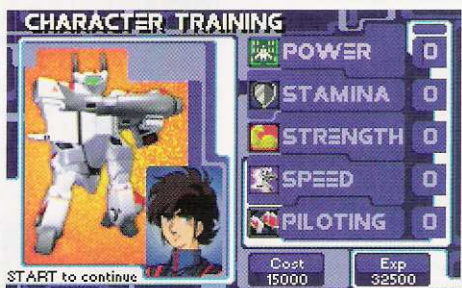 CHARACTER TRAINING
POWER 0
STAMINA 0
STRENGTH 0
SPEED 0
PILOTING 0
START to continue
Cost
15000
Exp
32500